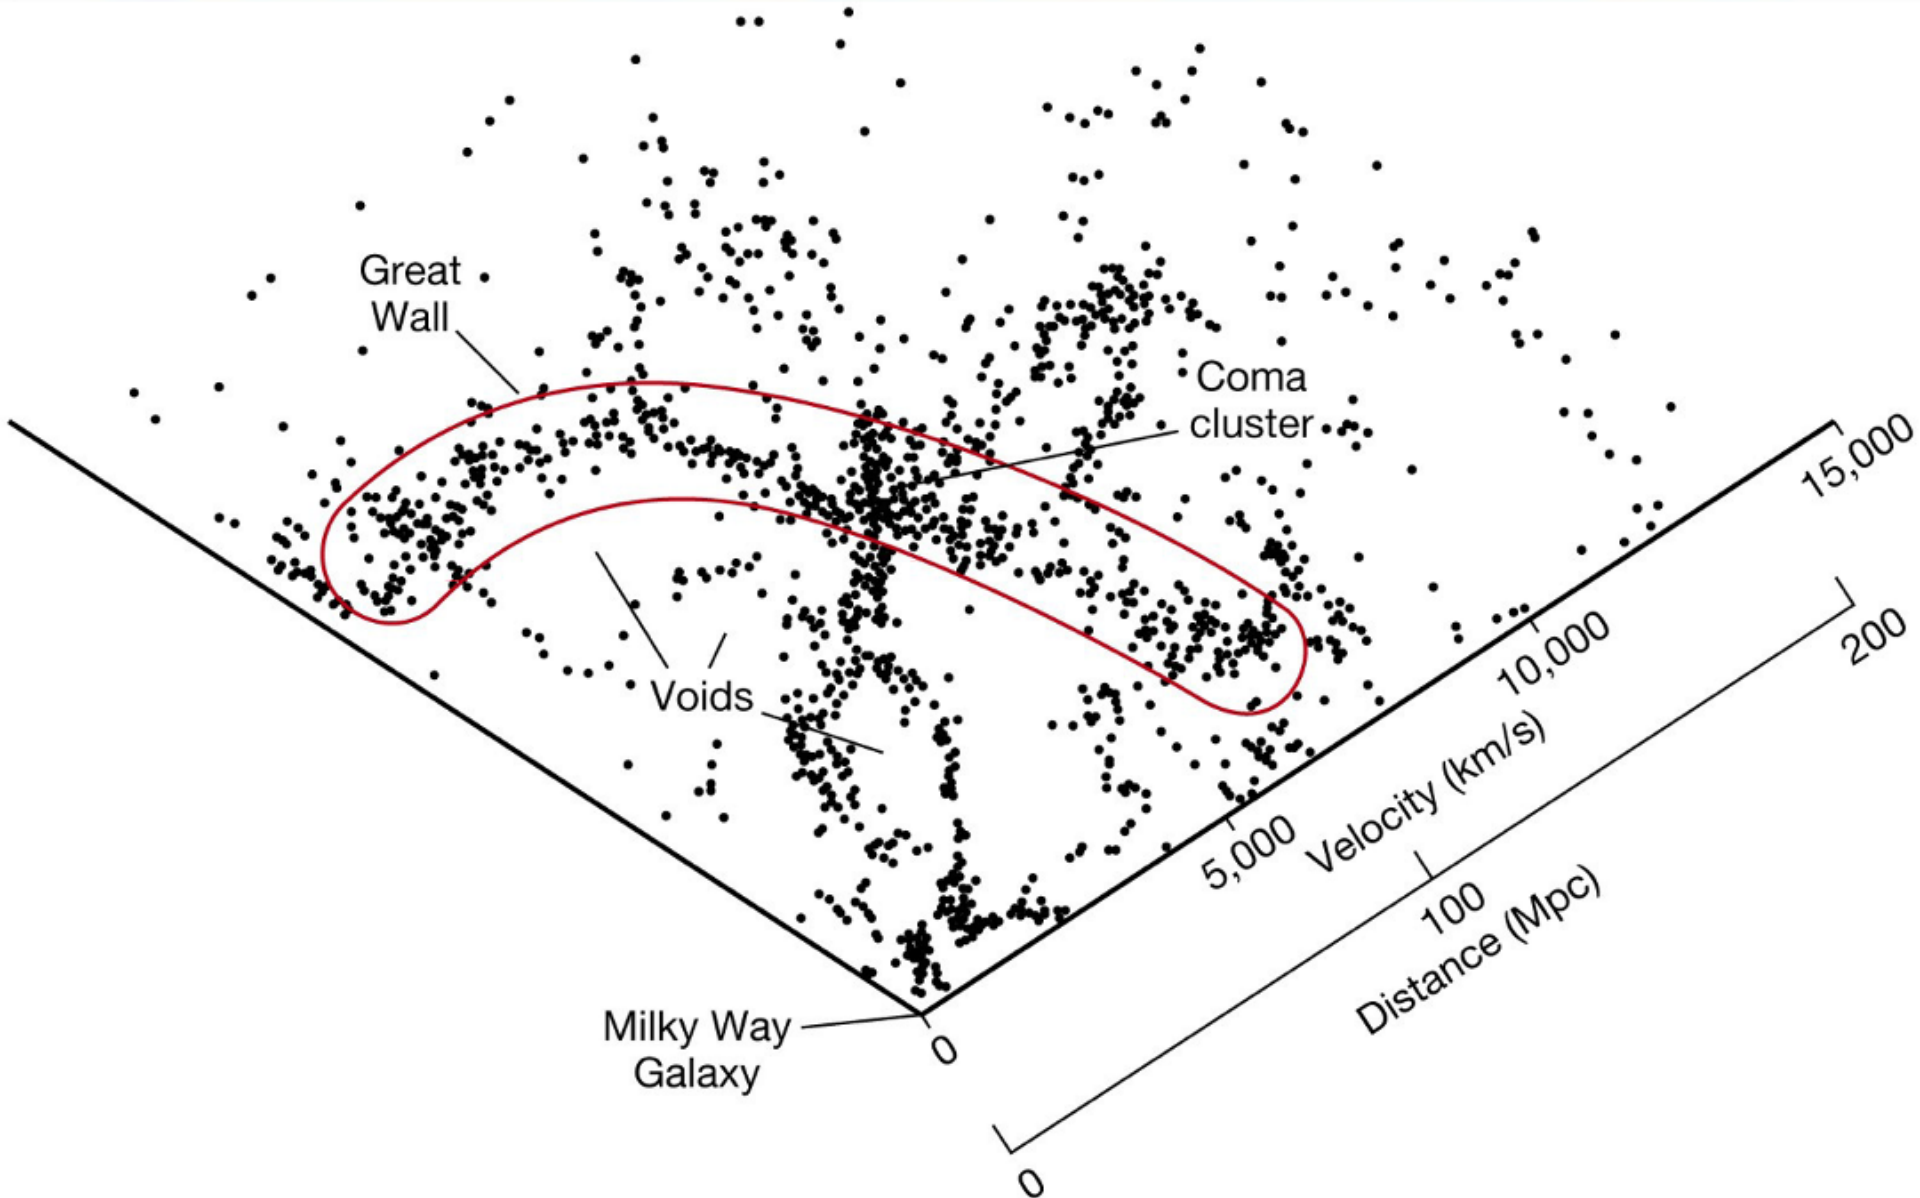 Great
Wall
Coma
cluster
Voids
Milky Way
Galaxy
0
5,000
10,000
15,000
Velocity (km/s)
0
100
200
Distance (Mpc)